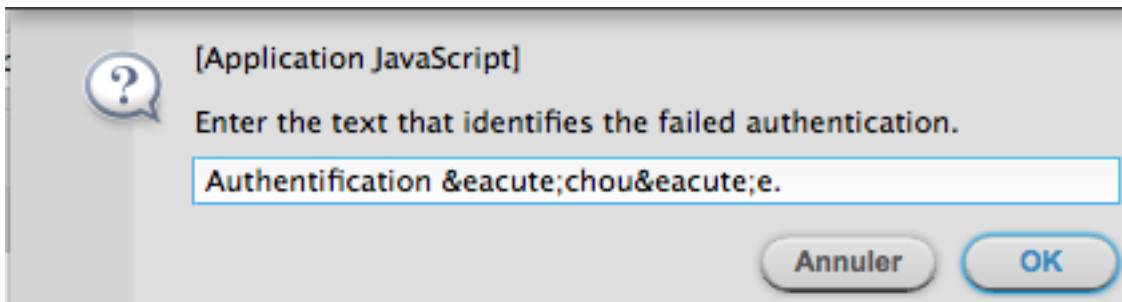 [Application JavaScript]
Enter the text that identifies the failed authentication.
Authentification &eacute;chou&eacute;e.
Annuler OK